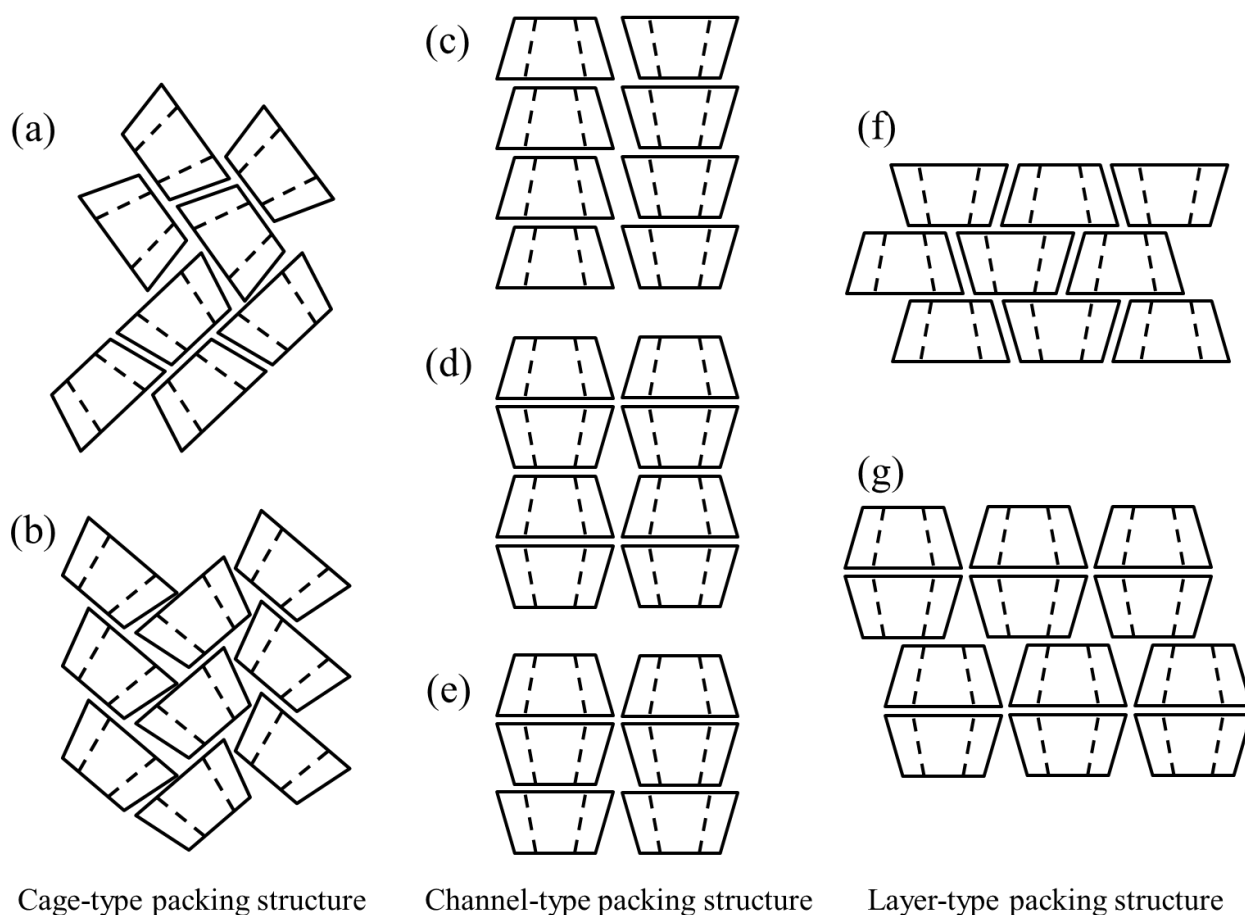 (a)
(b)
(c)
(d)
(e)
(f)
(g)
Cage-type packing structure
Channel-type packing structure
Layer-type packing structure